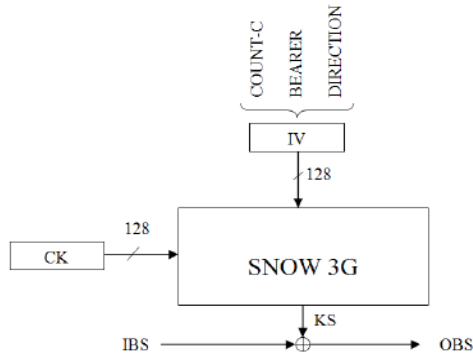 COUNT-C
BEARER
DIRECTION
IV
128
128
CK
SNOW 3G
KS
IBS
OBS